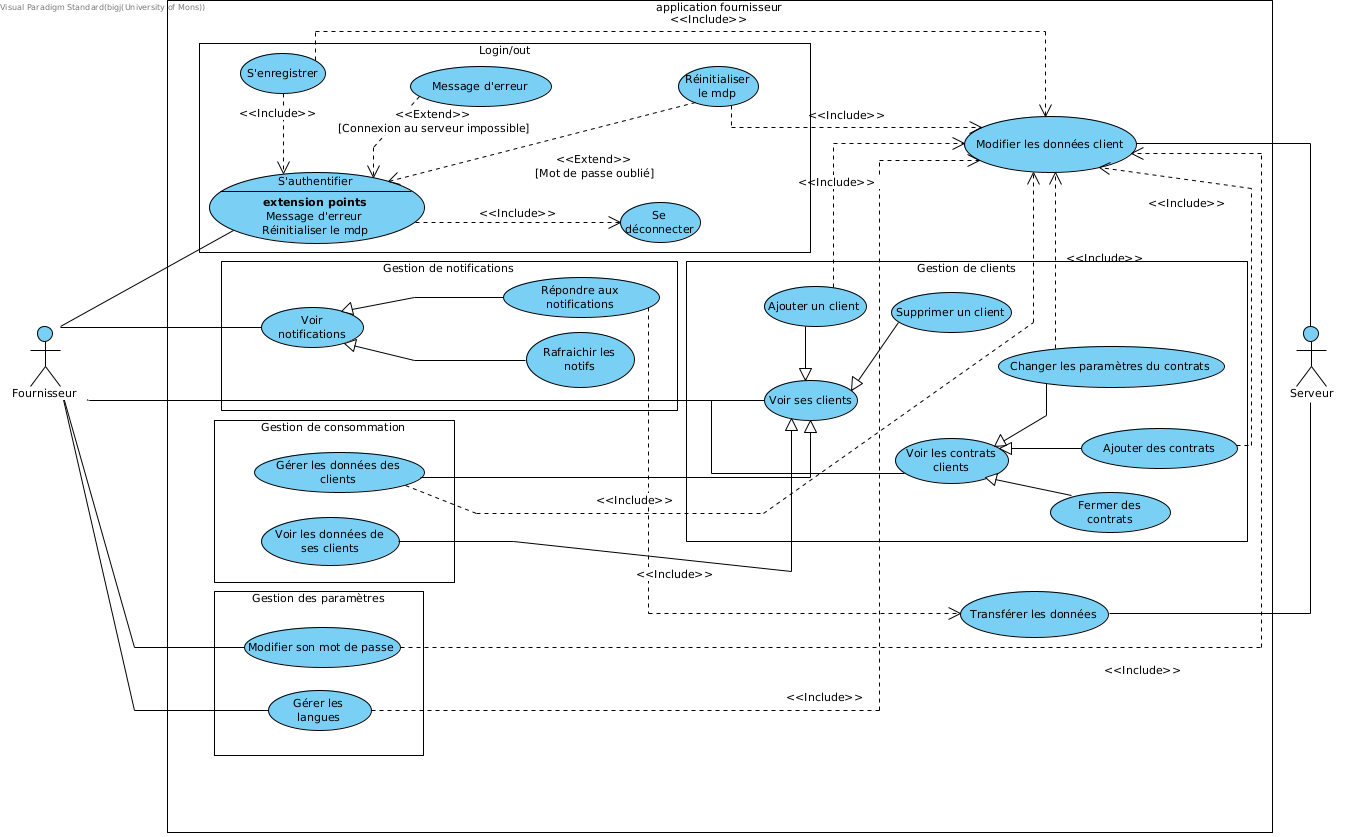 Visual Paradigm Standard(bigj(University of Mons))
application fournisseur
<<Include>>
Login/out
S'enregistrer
Message d'erreur
Réinitialiser
le mdp
<<Include>>
<<Extend>>
[Connexion au serveur impossible]
<<Include>>
Modifier les données client
<<Extend>>
[Mot de passe oublié]
S'authentifier
extension points
Message d'erreur
Réinitialiser le mdp
<<Include>>
<<Include>>
<<Include>>
Se
déconnecter
<<Include>>
Gestion de notifications
Gestion de clients
Répondre aux
notifications
Voir
notifications
Rafraichir les
notifs
Ajouter un client
Supprimer un client
Changer les paramètres du contrats
Fournisseur
Serveur
Voir ses clients
Gestion de consommation
Voir les contrats
clients
Ajouter des contrats
Gérer les données des
clients
<<Include>>
Fermer des
contrats
Voir les données de
ses clients
<<Include>>
Gestion des paramètres
Transférer les données
Modifier son mot de passe
<<Include>>
Gérer les
langues
<<Include>>